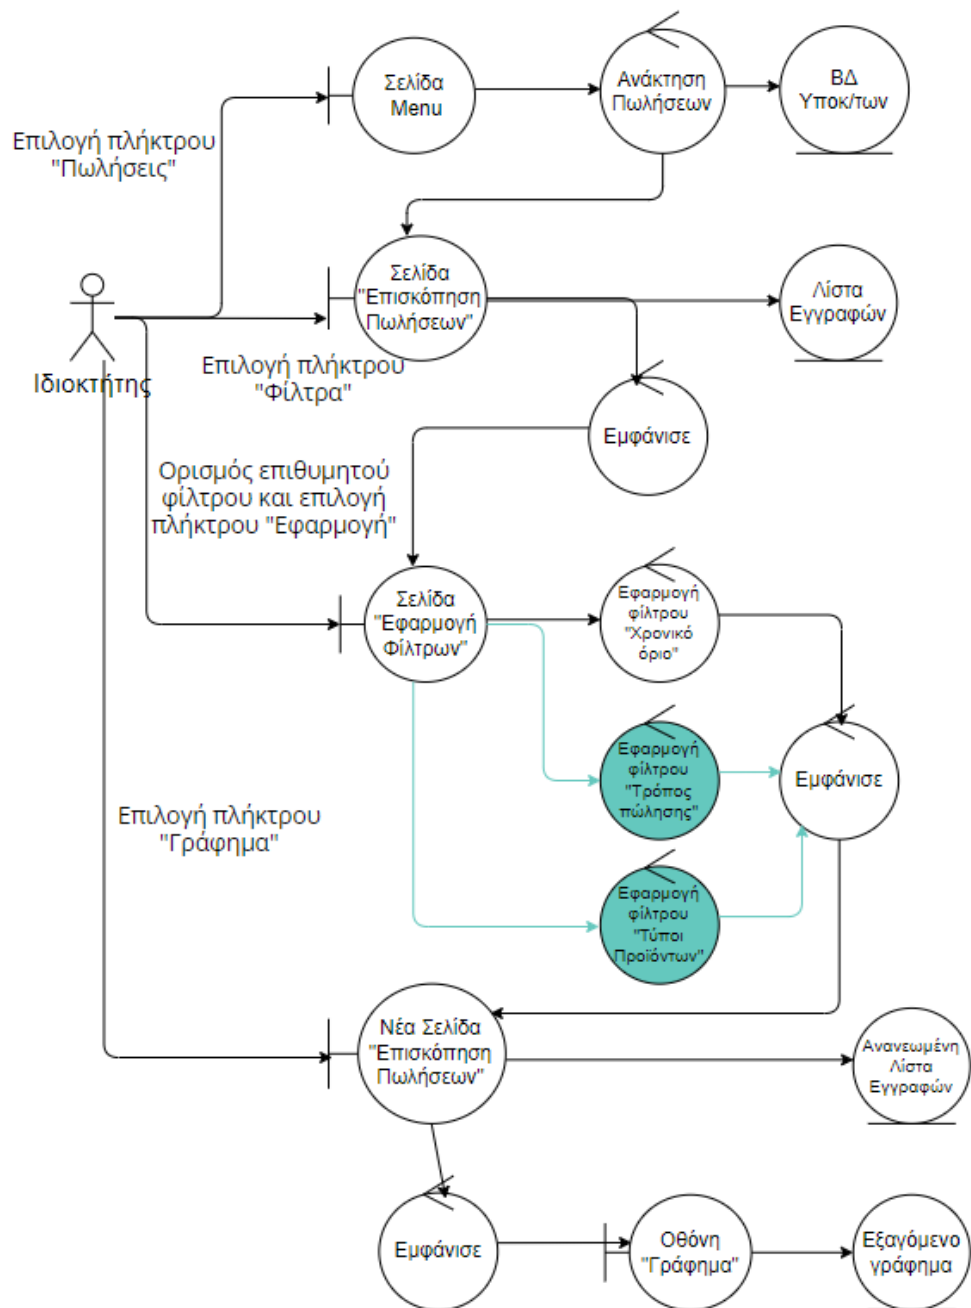 Σελίδα
Menu
Ανάκτηση
Πωλήσεων
ΒΔ
Υποκ/των
Επιλογή πλήκτρου
"Πωλήσεις"
Σελίδα
"Επισκόπηση
Πωλήσεων"
Λίστα
Εγγραφών
Ιδιοκτήτης
Επιλογή πλήκτρου
"Φίλτρα"
Εμφάνισε
Ορισμός επιθυμητού
φίλτρου και επιλογή
πλήκτρου "Εφαρμογή"
Σελίδα
"Εφαρμογή
Φίλτρων"
Εφαρμογή
φίλτρου
"Χρονικό
όριο"
Εφαρμογή
φίλτρου
"Τρόπος
πώλησης"
Εμφάνισε
Επιλογή πλήκτρου
"Γράφημα"
Εφαρμογή
φίλτρου
"Τύποι
Προϊόντων"
Νέα Σελίδα
"Επισκόπηση
Πωλήσεων"
Ανανεωμένη
Λίστα
Εγγραφών
Εμφάνισε
Οθόνη
"Γράφημα"
Εξαγόμενο
γράφημα